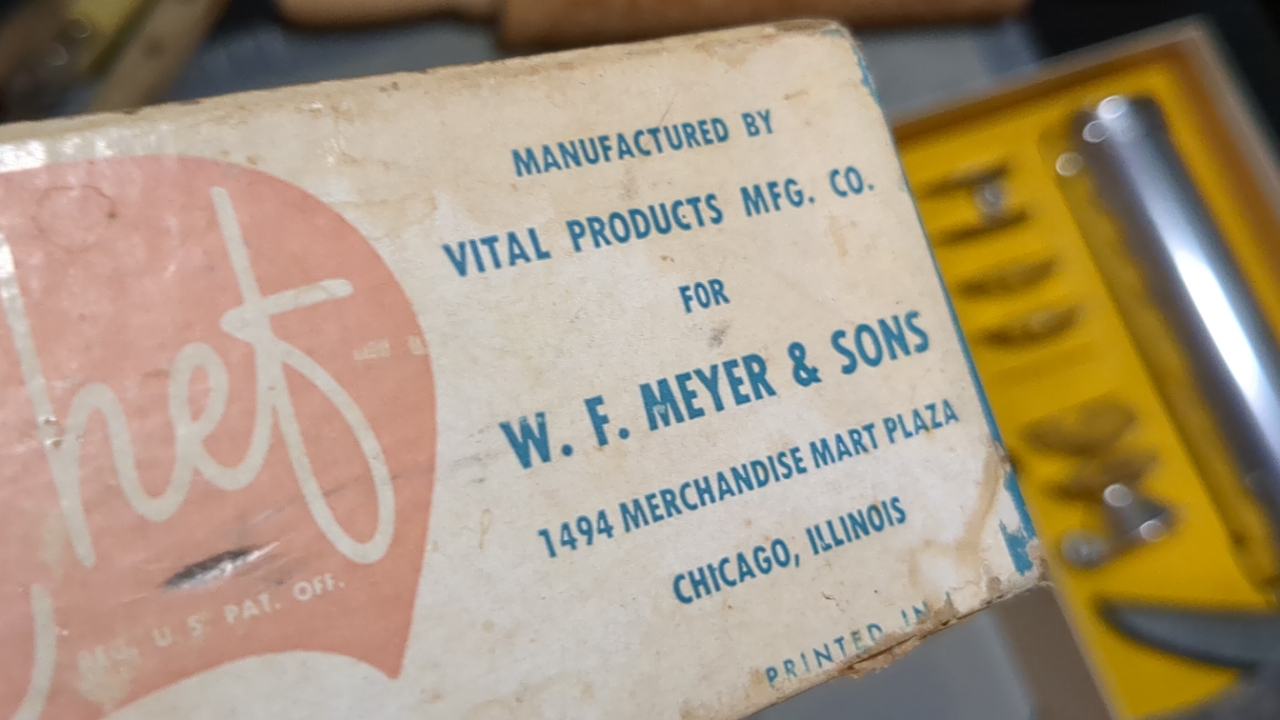 hef
U.S. PAT. OFF.
MANUFACTURED BY
VITAL PRODUCTS MFG. CO.
FOR
W. F. MEYER & SONS
1494 MERCHANDISE MART PLAZA
CHICAGO, ILLINOIS
PRINTED IN